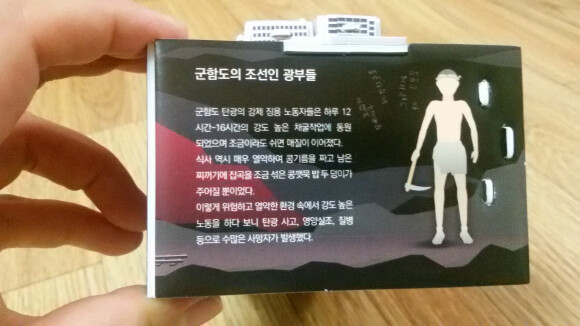 군함도의 조선인 광부들
군함도 탄광의 강제 징용 노동자들은 하루 12
시간~16시간의 강도 높은 채굴작업에 동원
되었으며 조금이라도 쉬면 매질이 이어졌다.
식사 역시 매우 열악하여 콩기름을 짜고 남은
찌꺼기에 잡곡을 조금 섞은 콩깻묵 밥 두 덩이가
주어질 뿐이었다.
이렇게 위험하고 열악한 환경 속에서 강도 높은
노동을 하다 보니 탄광 사고, 영양실조, 질병
등으로 수많은 사망자가 발생했다.